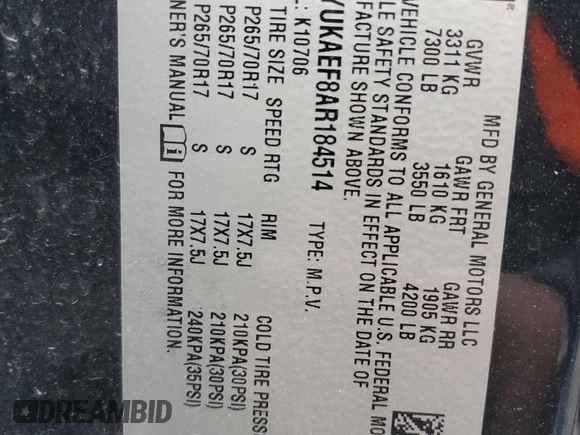 MFD BY GENERAL MOTORS LLC
GVWR GAWR FRT GAWR RR
3311 KG 1610 KG 1905 KG
7300 LB 3550 LB 4200 LB
VEHICLE CONFORMS TO ALL APPLICABLE U.S. FEDERAL MO
LE SAFETY STANDARDS IN EFFECT ON THE DATE OF
FACTURE SHOWN ABOVE.
YUKAEF8AR184514 TYPE: M.P.V.
L: K10706
TIRE SIZE SPEED RTG RIM COLD TIRE PRESS
P265/70R17 S 17X7.5J 210KPA(30PSI)
P265/70R17 S 17X7.5J 210KPA(30PSI)
P265/70R17 S 17X7.5J 240KPA(35PSI)
NER'S MANUAL i FOR MORE INFORMATION.
DREAMBID